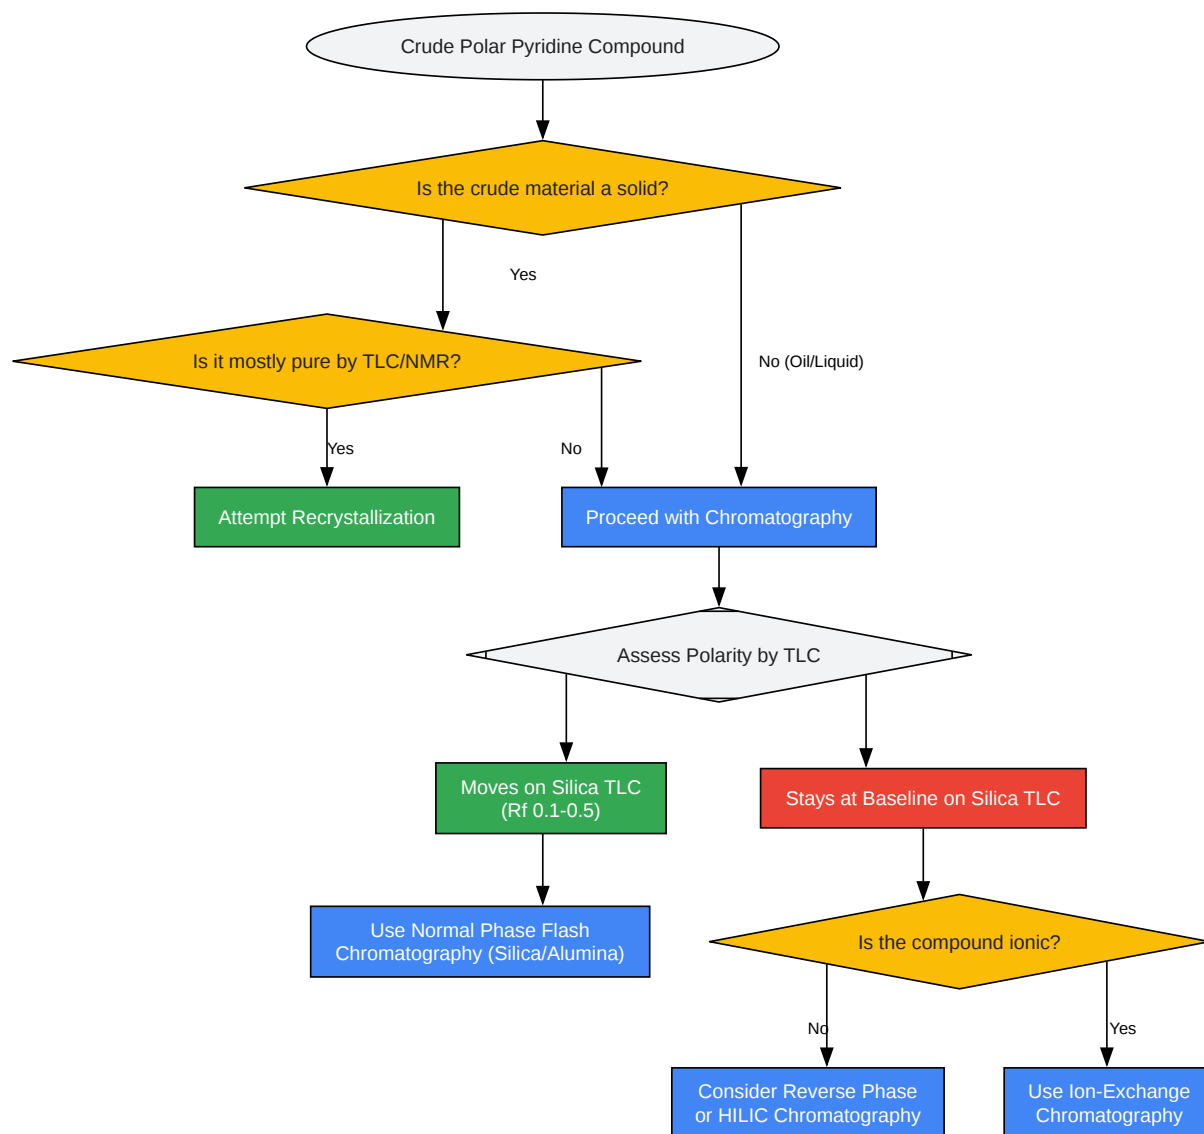 Crude Polar Pyridine Compound
Is the crude material a solid?
Yes
Is it mostly pure by TLC/NMR?
No (Oil/Liquid)
Yes
No
Attempt Recrystallization
Proceed with Chromatography
Assess Polarity by TLC
Moves on Silica TLC
(Rf 0.1-0.5)
Stays at Baseline on Silica TLC
Use Normal Phase Flash
Chromatography (Silica/Alumina)
Is the compound ionic?
No
Yes
Consider Reverse Phase
or HILIC Chromatography
Use Ion-Exchange
Chromatography